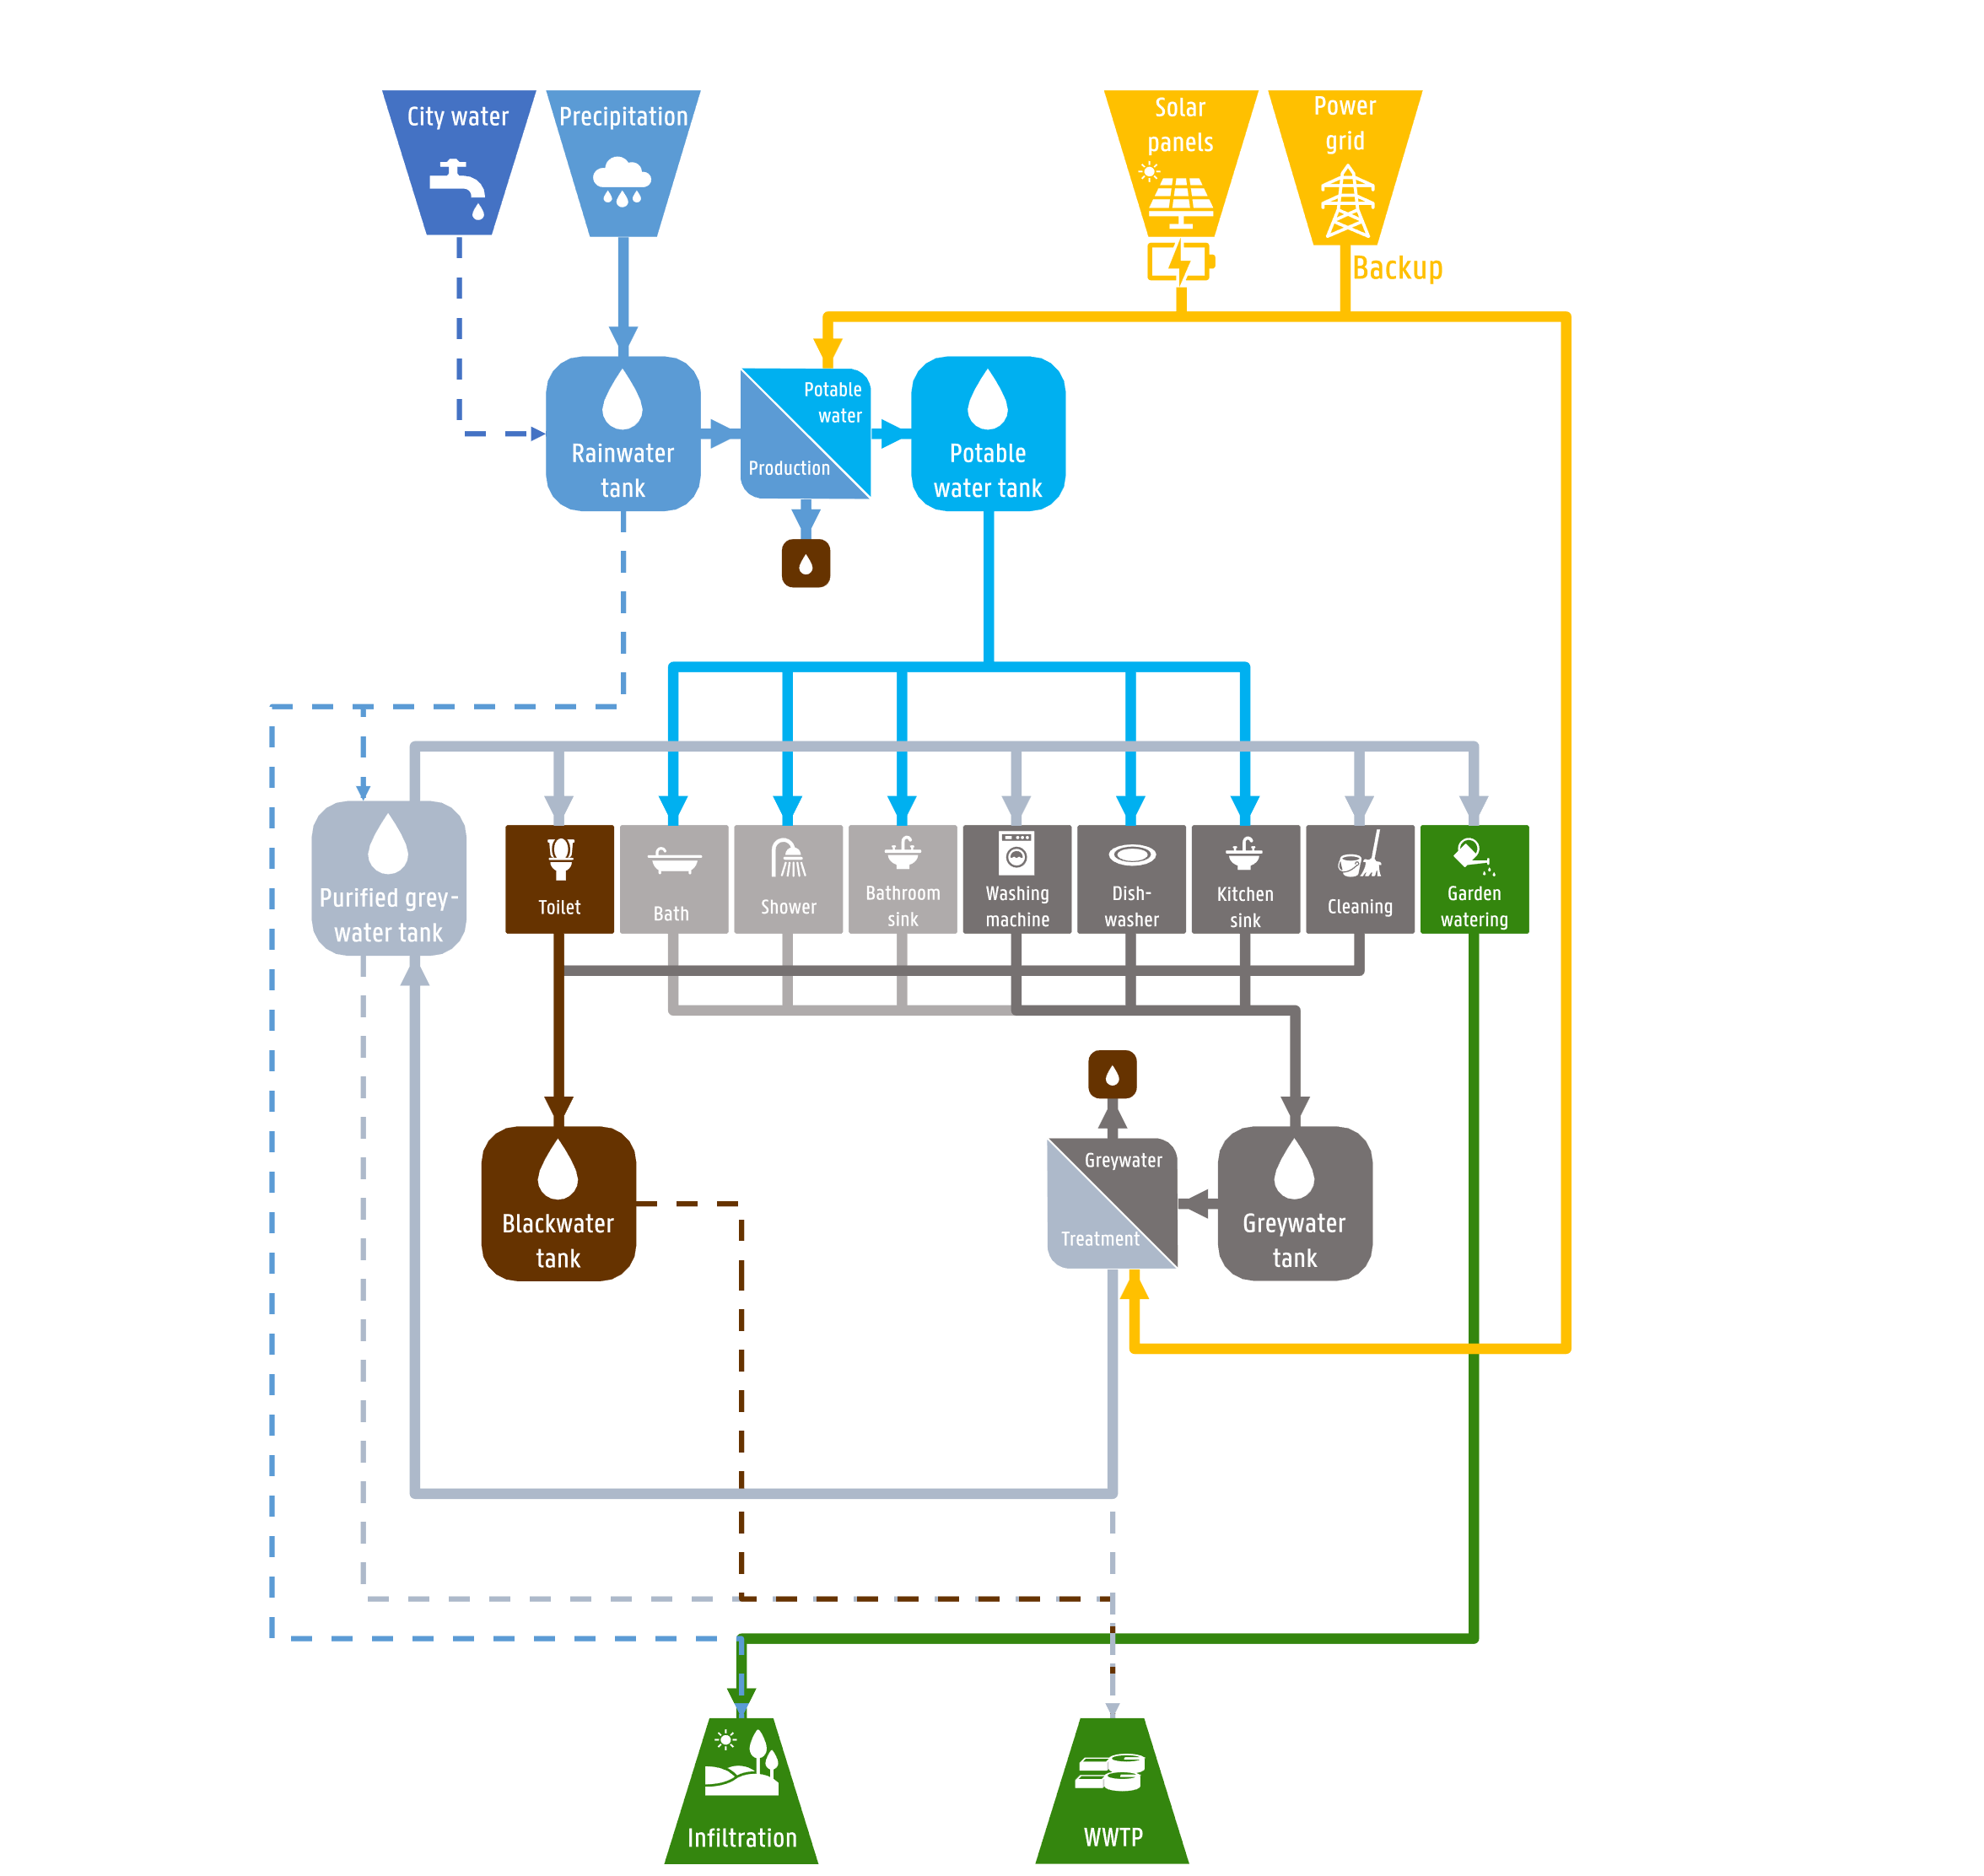 City water
Precipitation
Solar
panels
Power
grid
Backup
Rainwater
tank
Potable
water
Production
Potable
water tank
Purified grey-
water tank
Toilet
Bath
Shower
Bathroom
sink
Washing
machine
Dish-
washer
Kitchen
sink
Cleaning
Garden
watering
Blackwater
tank
Greywater
Treatment
Greywater
tank
Infiltration
WWTP